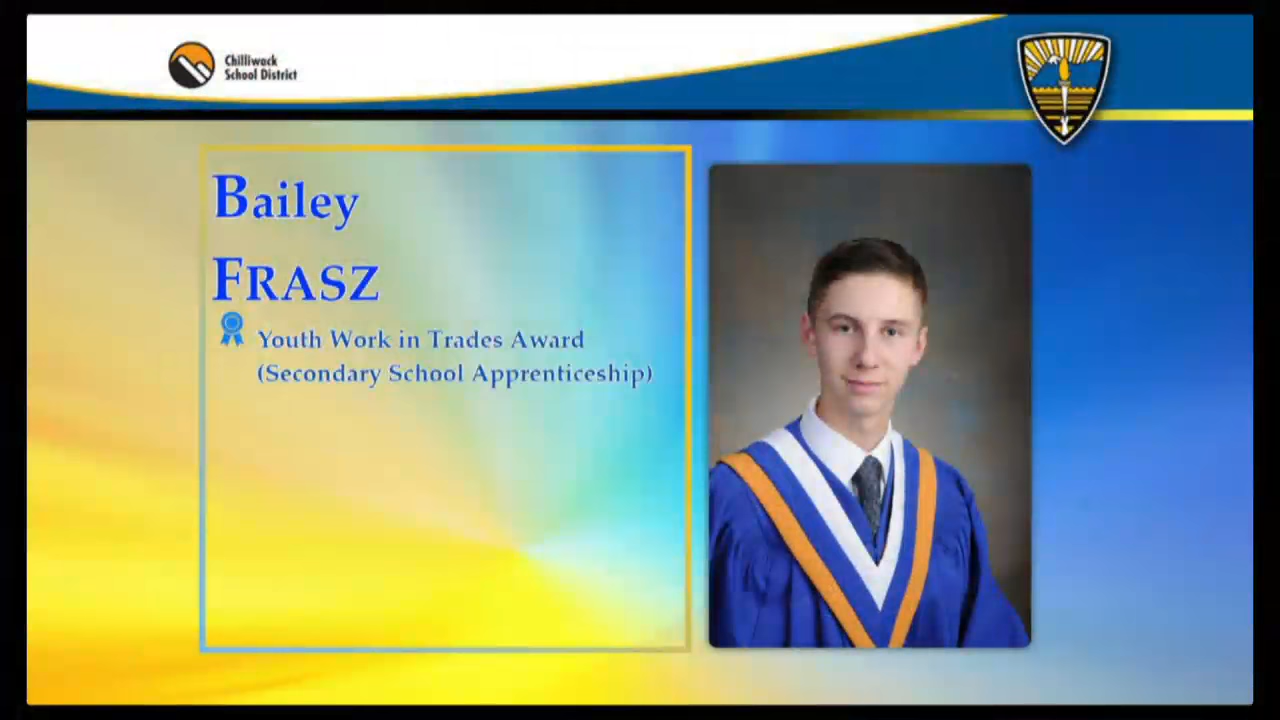 Chilliwack
School District
Bailey
FRASZ
Youth Work in Trades Award
(Secondary School Apprenticeship)